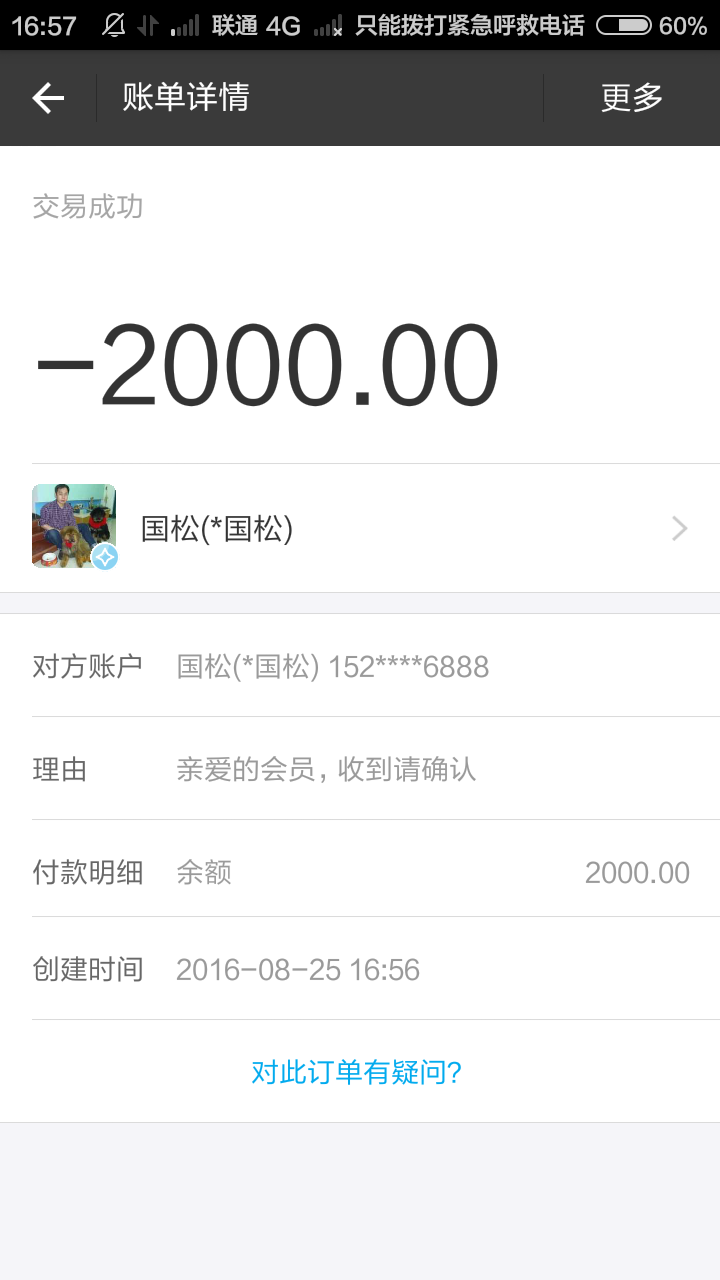 16:57 联通 4G 只能拨打紧急呼救电话 60%
账单详情 更多
交易成功
-2000.00
国松(*国松)
对方账户 国松(*国松) 152****6888
理由 亲爱的会员，收到请确认
付款明细 余额 2000.00
创建时间 2016-08-25 16:56
对此订单有疑问?